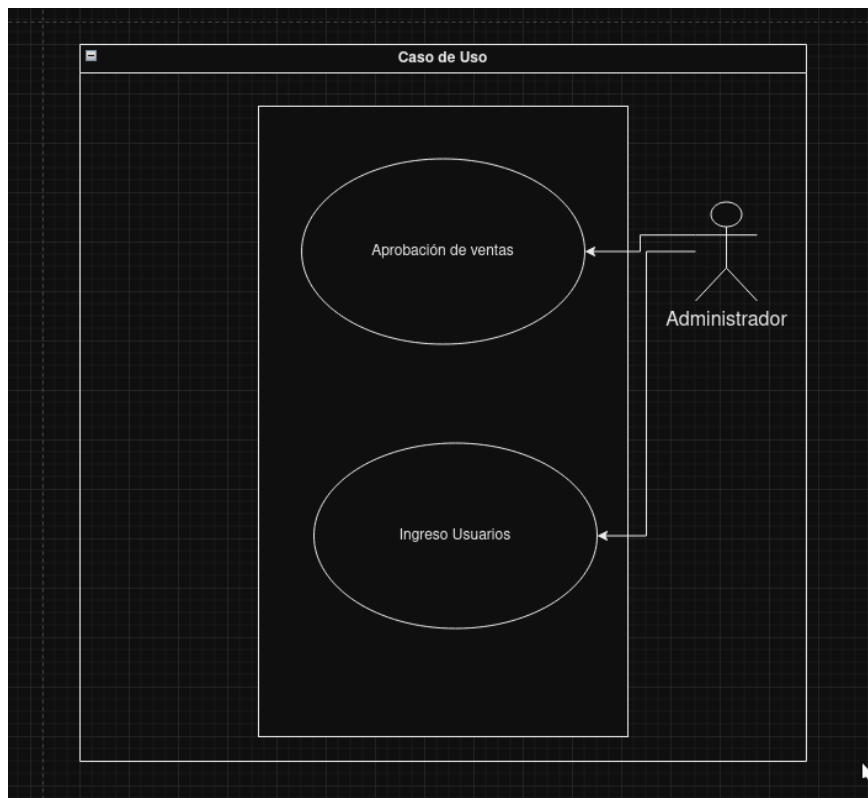 Caso de Uso
Aprobación de ventas
Administrador
Ingreso Usuarios